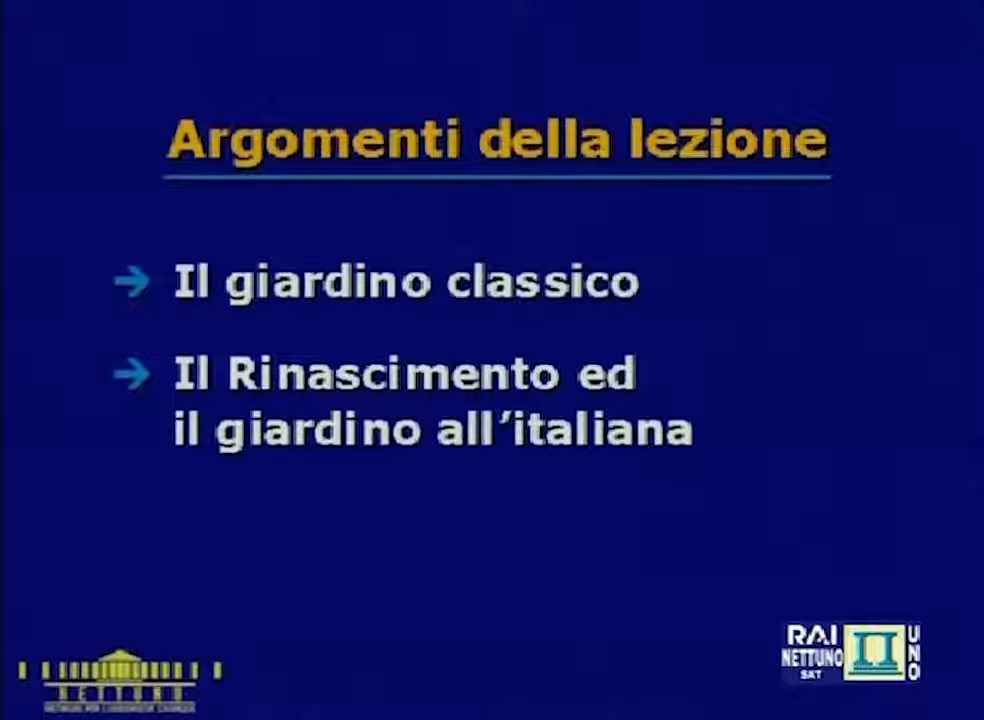 Argomenti della lezione
Il giardino classico
Il Rinascimento ed
il giardino all'italiana
RAI
NETTUNO
SAT
UNO
NETTUNO